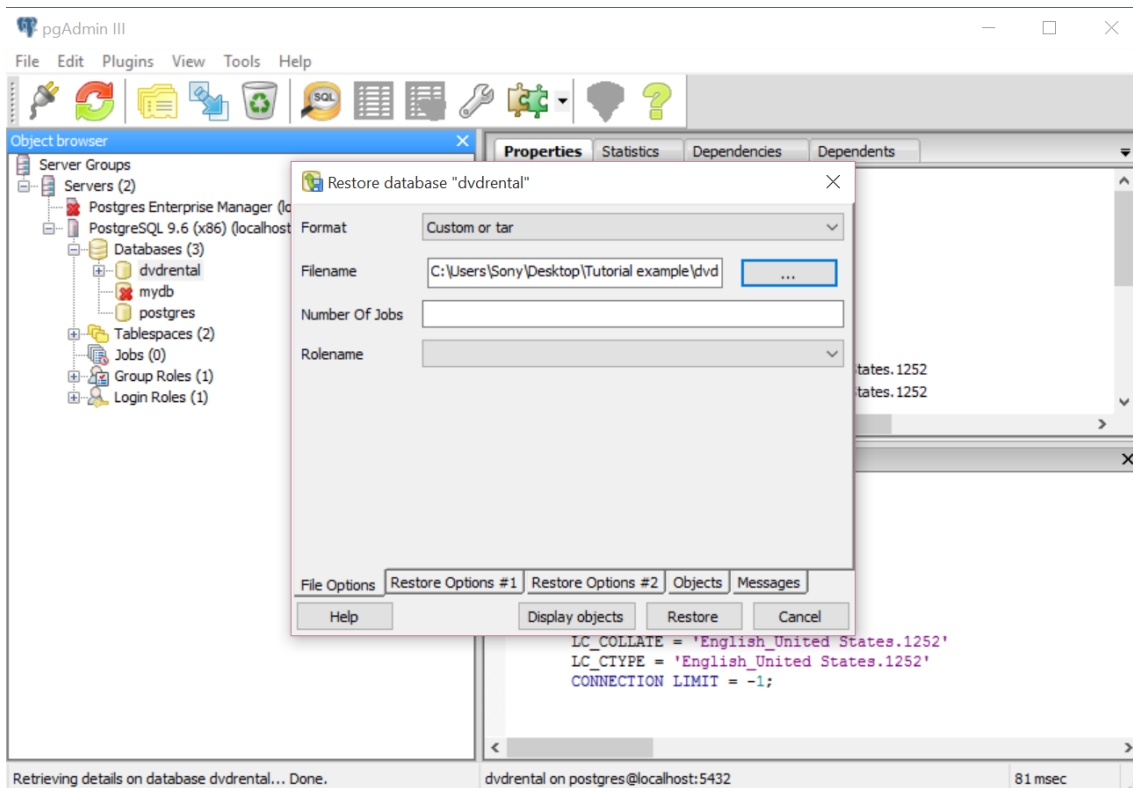 pgAdmin III
File Edit Plugins View Tools Help
SQL
Object browser
Server Groups
Servers (2)
Postgres Enterprise Manager (lo
PostgreSQL 9.6 (x86) (localhost
Databases (3)
dvdrental
mydb
postgres
Tablespaces (2)
Jobs (0)
Group Roles (1)
Login Roles (1)
Properties Statistics Dependencies Dependents
Restore database "dvdrental"
Format Custom or tar
Filename C:\Users\Sony\Desktop\Tutorial example\dvd ...
Number Of Jobs
Rolename
File Options Restore Options #1 Restore Options #2 Objects Messages
Help Display objects Restore Cancel
tates.1252
tates.1252
LC_COLLATE = 'English_United States.1252'
LC_CTYPE = 'English_United States.1252'
CONNECTION LIMIT = -1;
Retrieving details on database dvdrental... Done. dvdrental on postgres@localhost:5432 81 msec